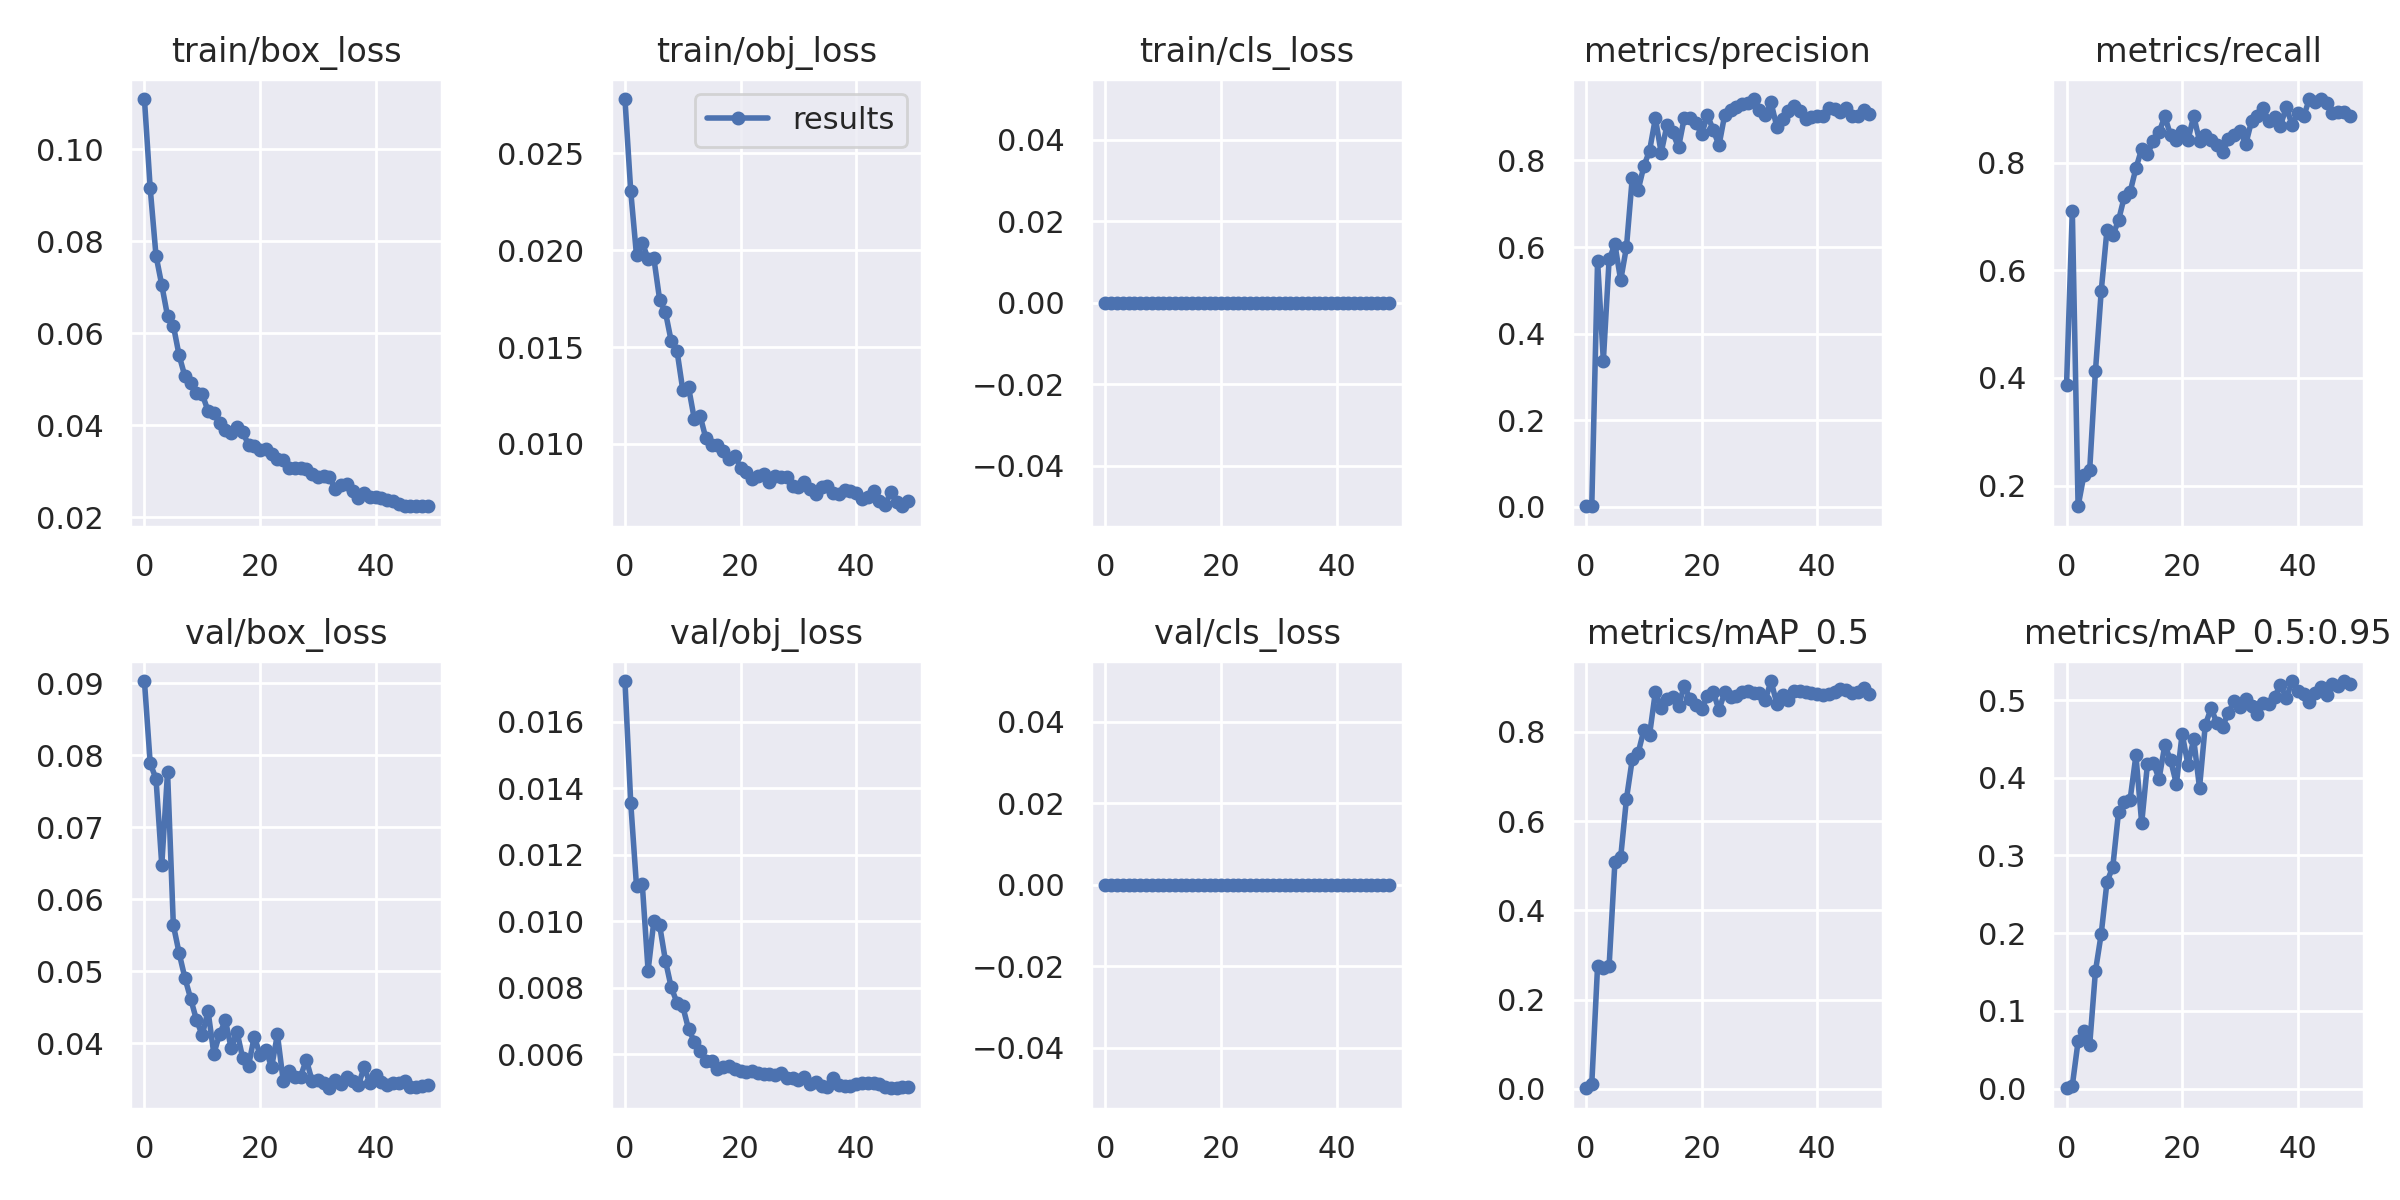 train/box_loss
train/obj_loss
train/cls_loss
metrics/precision
metrics/recall
results
0.10
0.08
0.06
0.04
0.02
0 20 40
0.025
0.020
0.015
0.010
0 20 40
0.04
0.02
0.00
−0.02
−0.04
0 20 40
0.8
0.6
0.4
0.2
0.0
0 20 40
0.8
0.6
0.4
0.2
0 20 40
val/box_loss
val/obj_loss
val/cls_loss
metrics/mAP_0.5
metrics/mAP_0.5:0.95
0.09
0.08
0.07
0.06
0.05
0.04
0 20 40
0.016
0.014
0.012
0.010
0.008
0.006
0 20 40
0.04
0.02
0.00
−0.02
−0.04
0 20 40
0.8
0.6
0.4
0.2
0.0
0 20 40
0.5
0.4
0.3
0.2
0.1
0.0
0 20 40